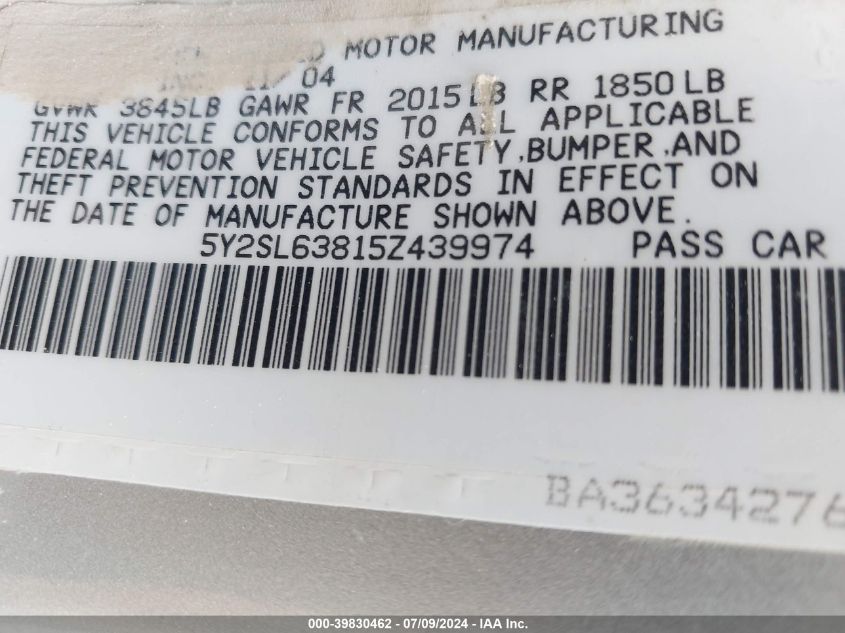 MOTOR MANUFACTURING
04
GVWR 3845LB GAWR FR 2015LB RR 1850LB
THIS VEHICLE CONFORMS TO ALL APPLICABLE
FEDERAL MOTOR VEHICLE SAFETY,BUMPER,AND
THEFT PREVENTION STANDARDS IN EFFECT ON
THE DATE OF MANUFACTURE SHOWN ABOVE.
5Y2SL63815Z439974 PASS CAR
BA3634276
000-39830462 - 07/09/2024 - IAA Inc.